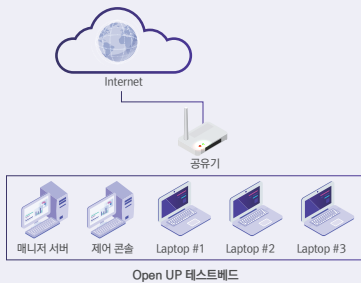 Internet
공유기
매니저 서버
제어 콘솔
Laptop #1
Laptop #2
Laptop #3
Open UP 테스트베드